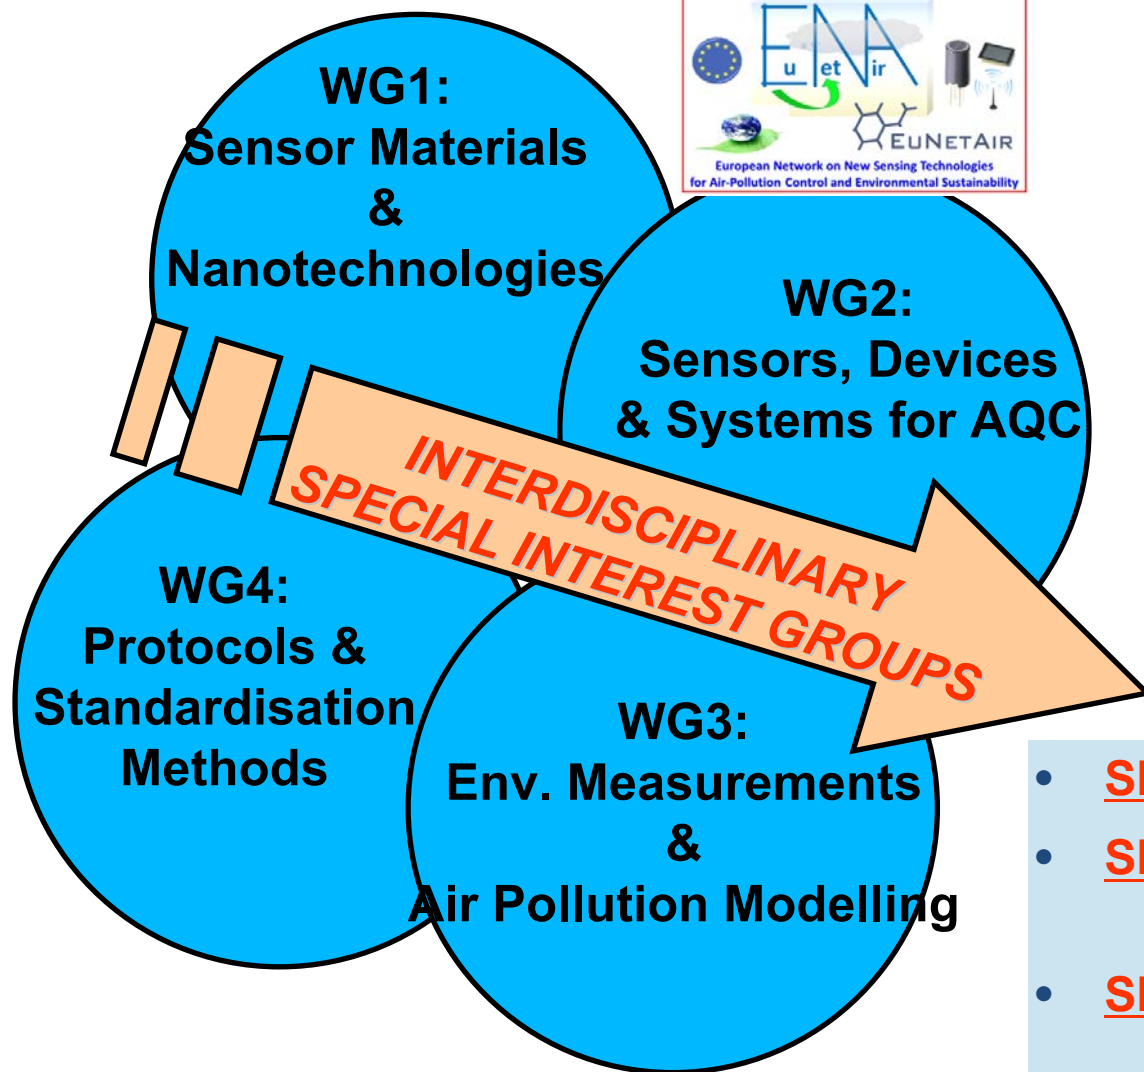 E N A
u et ir
EUNETAIR
European Network on New Sensing Technologies
for Air-Pollution Control and Environmental Sustainability
WG1:
Sensor Materials
&
Nanotechnologies
WG2:
Sensors, Devices
& Systems for AQC
INTERDISCIPLINARY
SPECIAL INTEREST GROUPS
WG4:
Protocols &
Standardisation
Methods
WG3:
Env. Measurements
&
Air Pollution Modelling